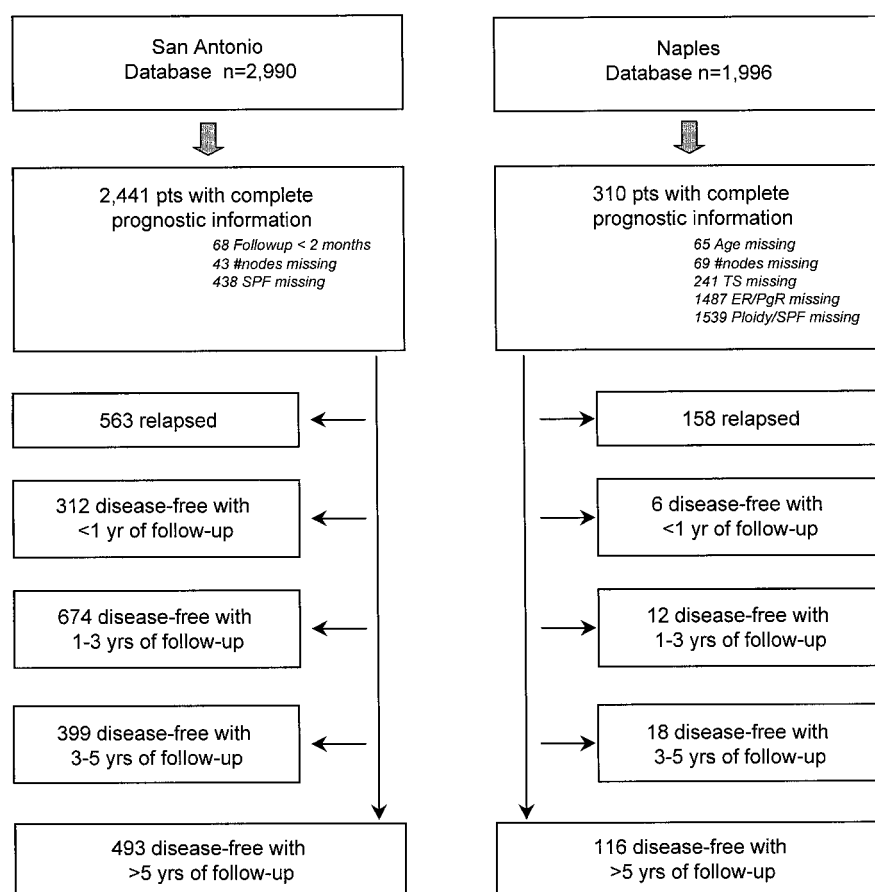 San Antonio
Database n=2,990
2,441 pts with complete
prognostic information
68 Followup < 2 months
43 #nodes missing
438 SPF missing
563 relapsed
312 disease-free with
<1 yr of follow-up
674 disease-free with
1-3 yrs of follow-up
399 disease-free with
3-5 yrs of follow-up
493 disease-free with
>5 yrs of follow-up
Naples
Database n=1,996
310 pts with complete
prognostic information
65 Age missing
69 #nodes missing
241 TS missing
1487 ER/PgR missing
1539 Ploidy/SPF missing
158 relapsed
6 disease-free with
<1 yr of follow-up
12 disease-free with
1-3 yrs of follow-up
18 disease-free with
3-5 yrs of follow-up
116 disease-free with
>5 yrs of follow-up